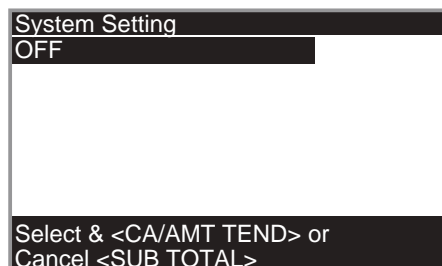 System Setting
OFF
Select & <CA/AMT TEND> or
Cancel <SUB TOTAL>